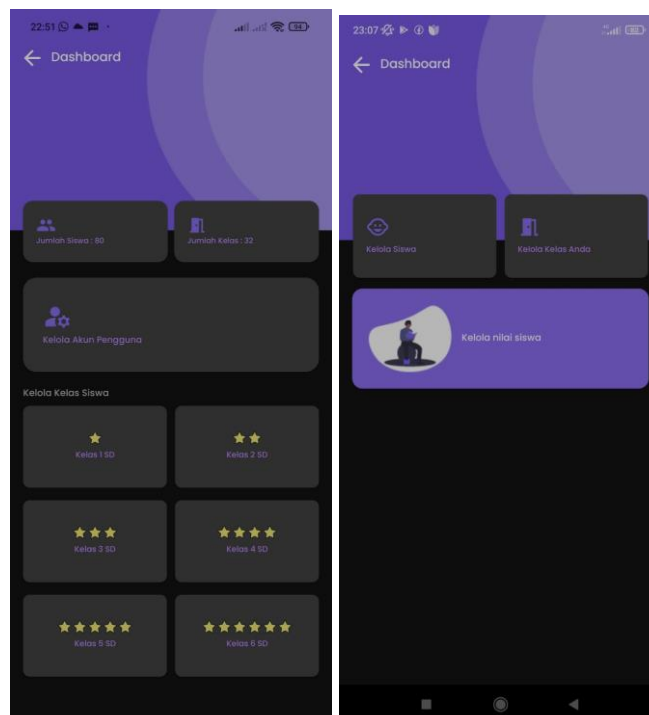 22:51
94
Dashboard
Jumlah Siswa : 80
Jumlah Kelas : 32
Kelola Akun Pengguna
Kelola Kelas Siswa
Kelas 1 SD
Kelas 2 SD
Kelas 3 SD
Kelas 4 SD
Kelas 5 SD
Kelas 6 SD
23:07
Dashboard
Kelola Siswa
Kelola Kelas Anda
Kelola nilai siswa